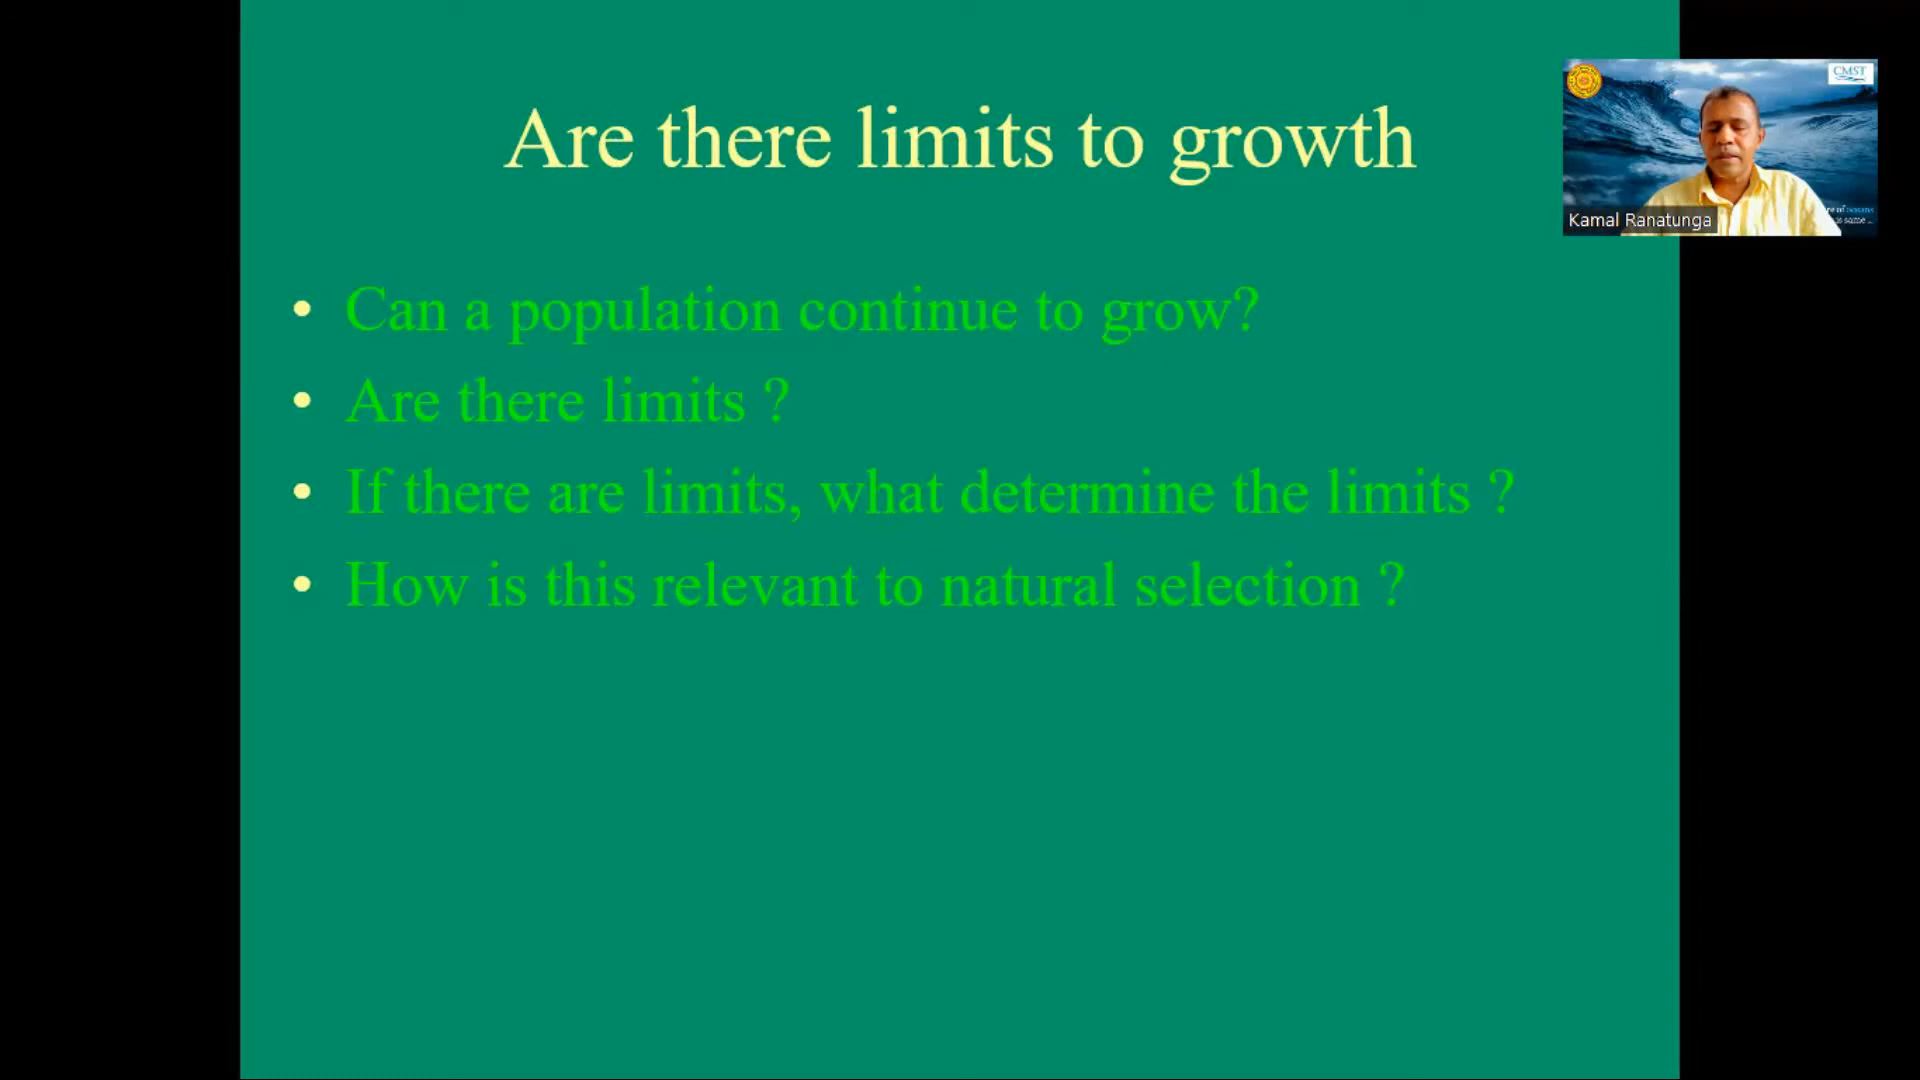 Are there limits to growth
CMST
Kamal Ranatunga
• Can a population continue to grow?
• Are there limits ?
• If there are limits, what determine the limits ?
• How is this relevant to natural selection ?